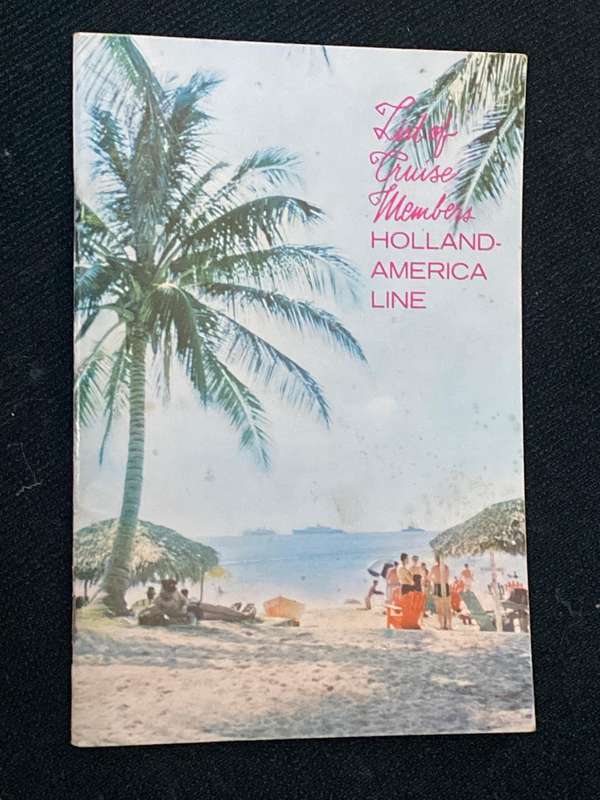 List of
Cruise
Members
HOLLAND-
AMERICA
LINE